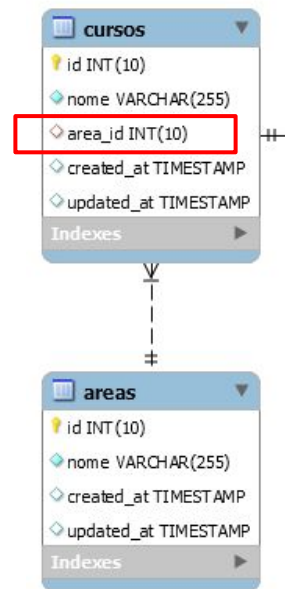 cursos
id INT(10)
nome VARCHAR(255)
area_id INT(10)
created_at TIMESTAMP
updated_at TIMESTAMP
Indexes
areas
id INT(10)
nome VARCHAR(255)
created_at TIMESTAMP
updated_at TIMESTAMP
Indexes